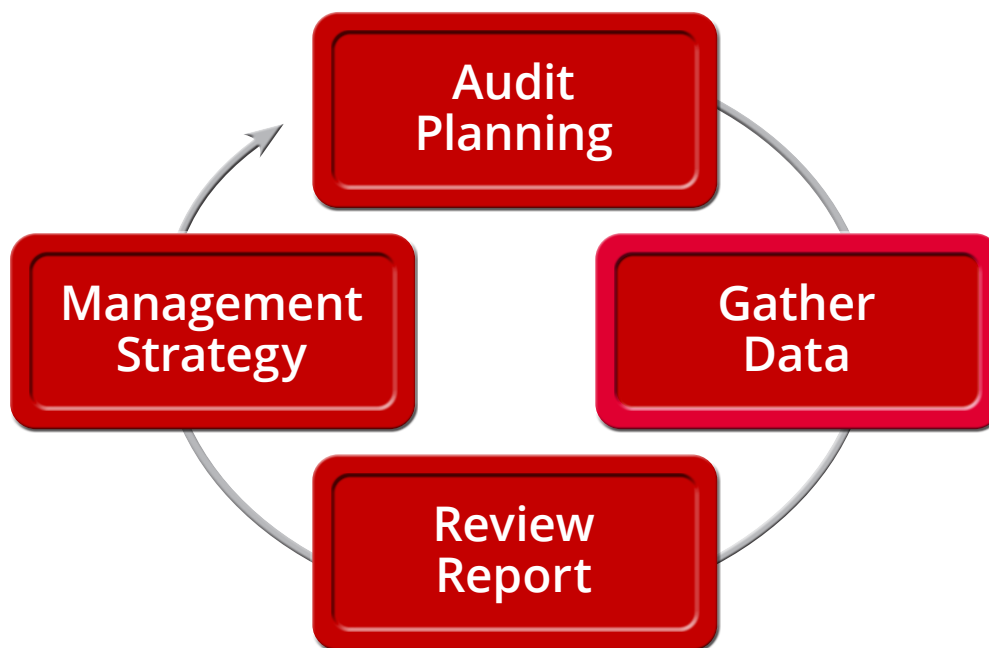 Audit
Planning
Gather
Data
Review
Report
Management
Strategy